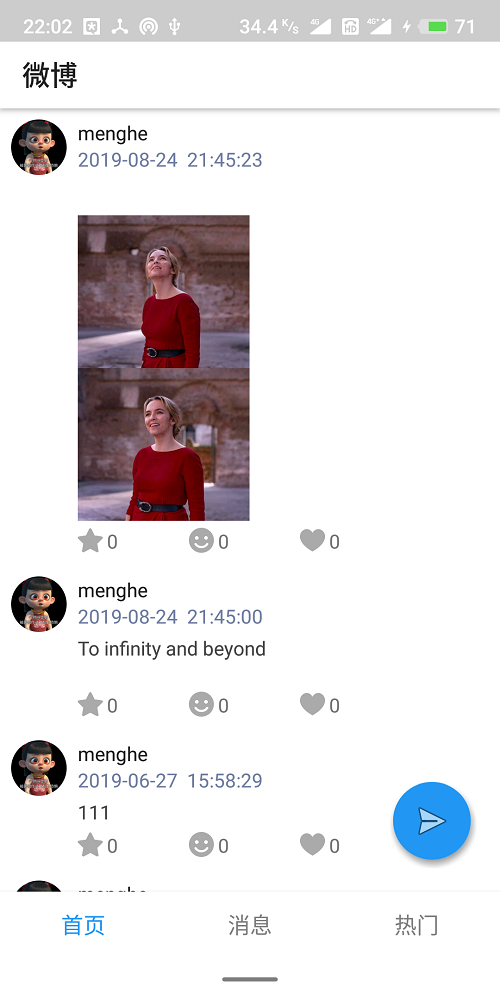 22:02 34.4 K/s 4G HD 4G++ 71
微博
menghe
2019-08-24 21:45:23
0 0 0
menghe
2019-08-24 21:45:00
To infinity and beyond
0 0 0
menghe
2019-06-27 15:58:29
111
0 0 0
menghe
首页 消息 热门